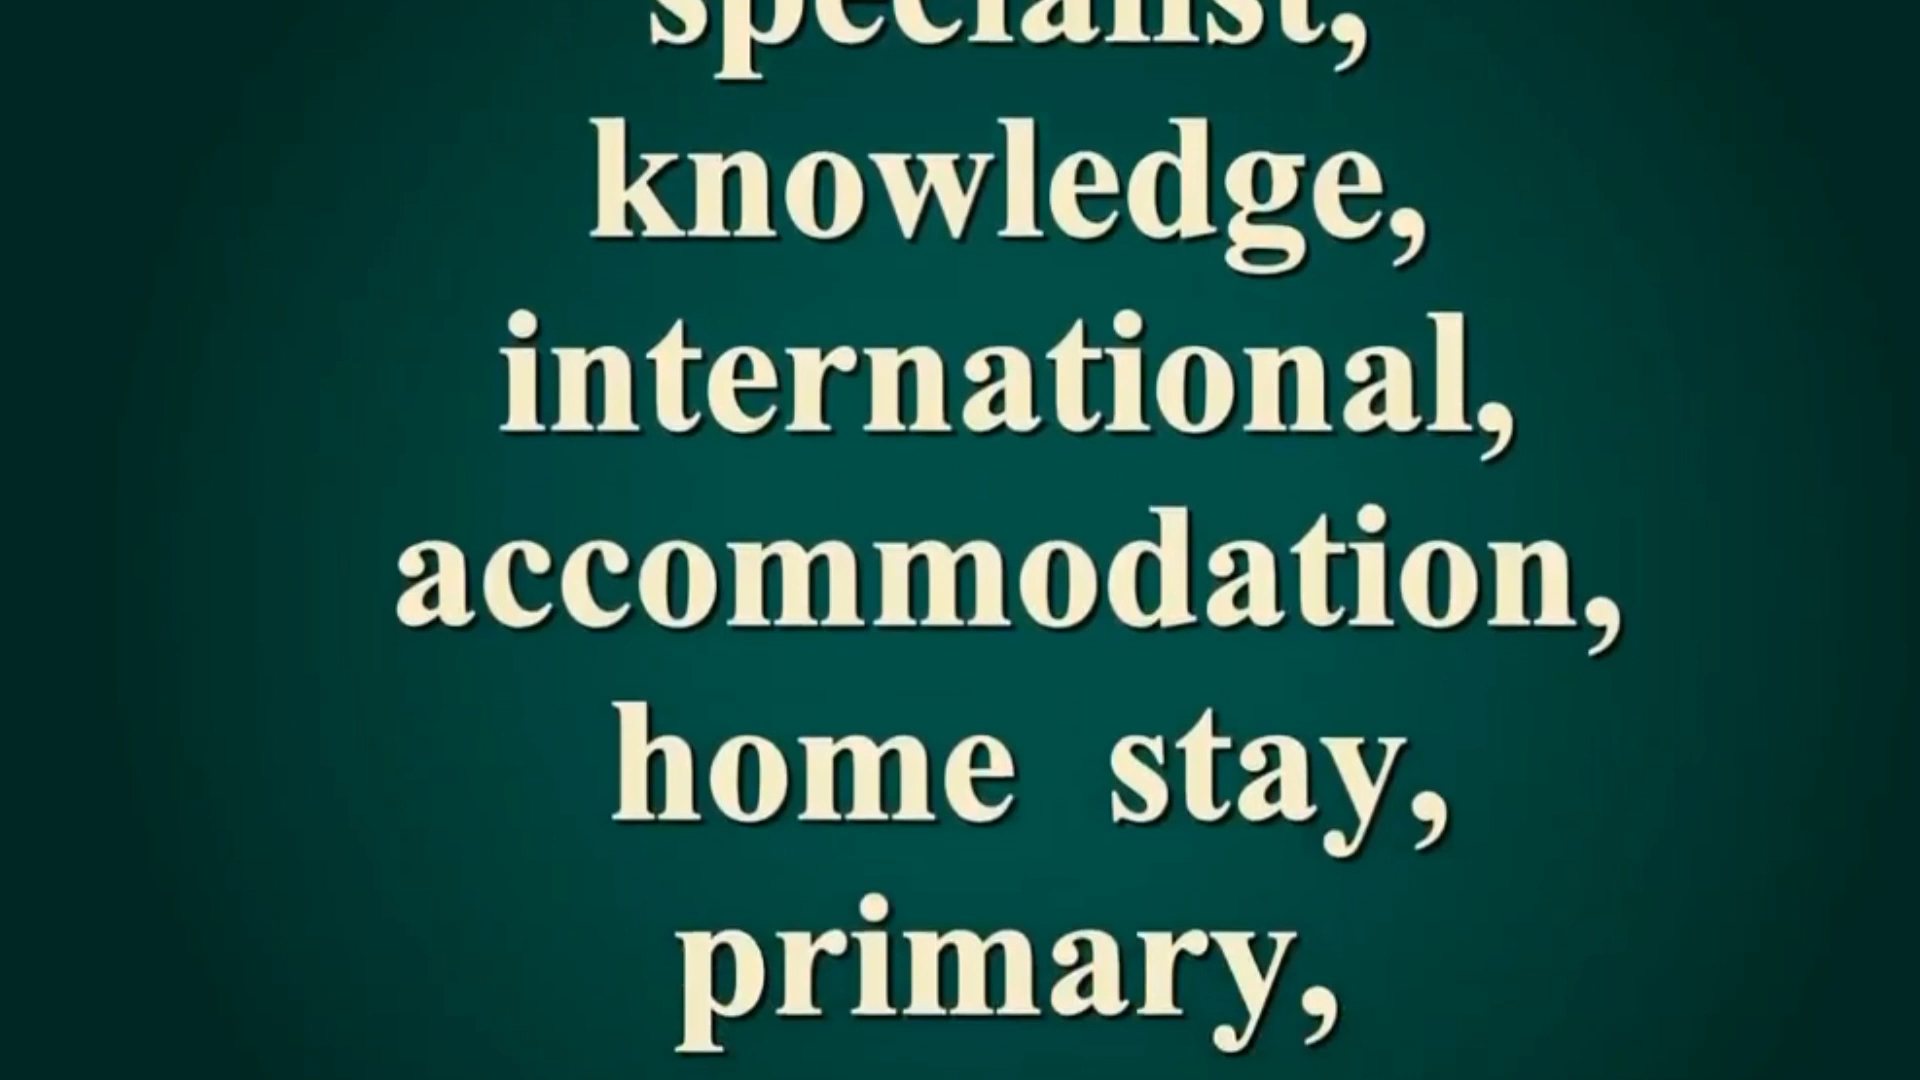 specialist,
knowledge,
international,
accommodation,
home stay,
primary,